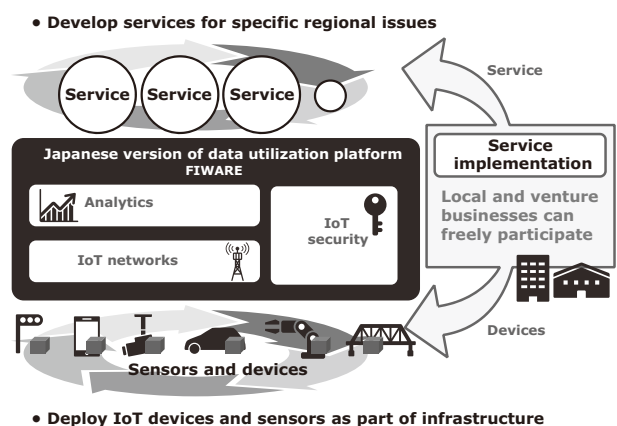 • Develop services for specific regional issues
Service
Service
Service
Service
Japanese version of data utilization platform
FIWARE
Analytics
IoT networks
IoT
security
Service
implementation
Local and venture
businesses can
freely participate
Devices
Sensors and devices
• Deploy IoT devices and sensors as part of infrastructure